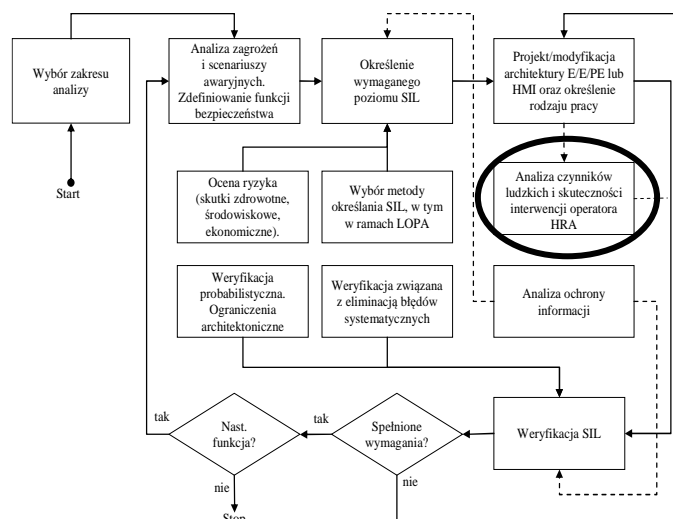 Wybór zakresu
analizy
Start
Analiza zagrożeń
i scenariuszy
awaryjnych.
Zdefiniowanie funkcji
bezpieczeństwa
Określenie
wymaganego
poziomu SIL
Projekt/modyfikacja
architektury E/E/PE lub
HMI oraz określenie
rodzaju pracy
Ocena ryzyka
(skutki zdrowotne,
środowiskowe,
ekonomiczne).
Wybór metody
określania SIL, w tym
w ramach LOPA
Analiza czynników
ludzkich i skuteczności
interwencji operatora
HRA
Weryfikacja
probabilistyczna.
Ograniczenia
architektoniczne
Weryfikacja związana
z eliminacją błędów
systematycznych
Analiza ochrony
informacji
tak
Nast.
funkcja?
tak
Spełnione
wymagania?
Weryfikacja SIL
nie
nie
Stop